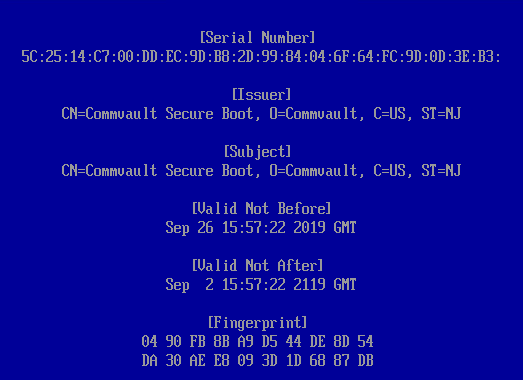 [Serial Number]
5C:25:14:C7:00:DD:EC:9D:B8:2D:99:84:04:6F:64:FC:9D:0D:3E:B3:
[Issuer]
CN=Commvault Secure Boot, O=Commvault, C=US, ST=NJ
[Subject]
CN=Commvault Secure Boot, O=Commvault, C=US, ST=NJ
[Valid Not Before]
Sep 26 15:57:22 2019 GMT
[Valid Not After]
Sep  2 15:57:22 2119 GMT
[Fingerprint]
04 90 FB 8B A9 D5 44 DE 8D 54
DA 30 AE E8 09 3D 1D 68 87 DB